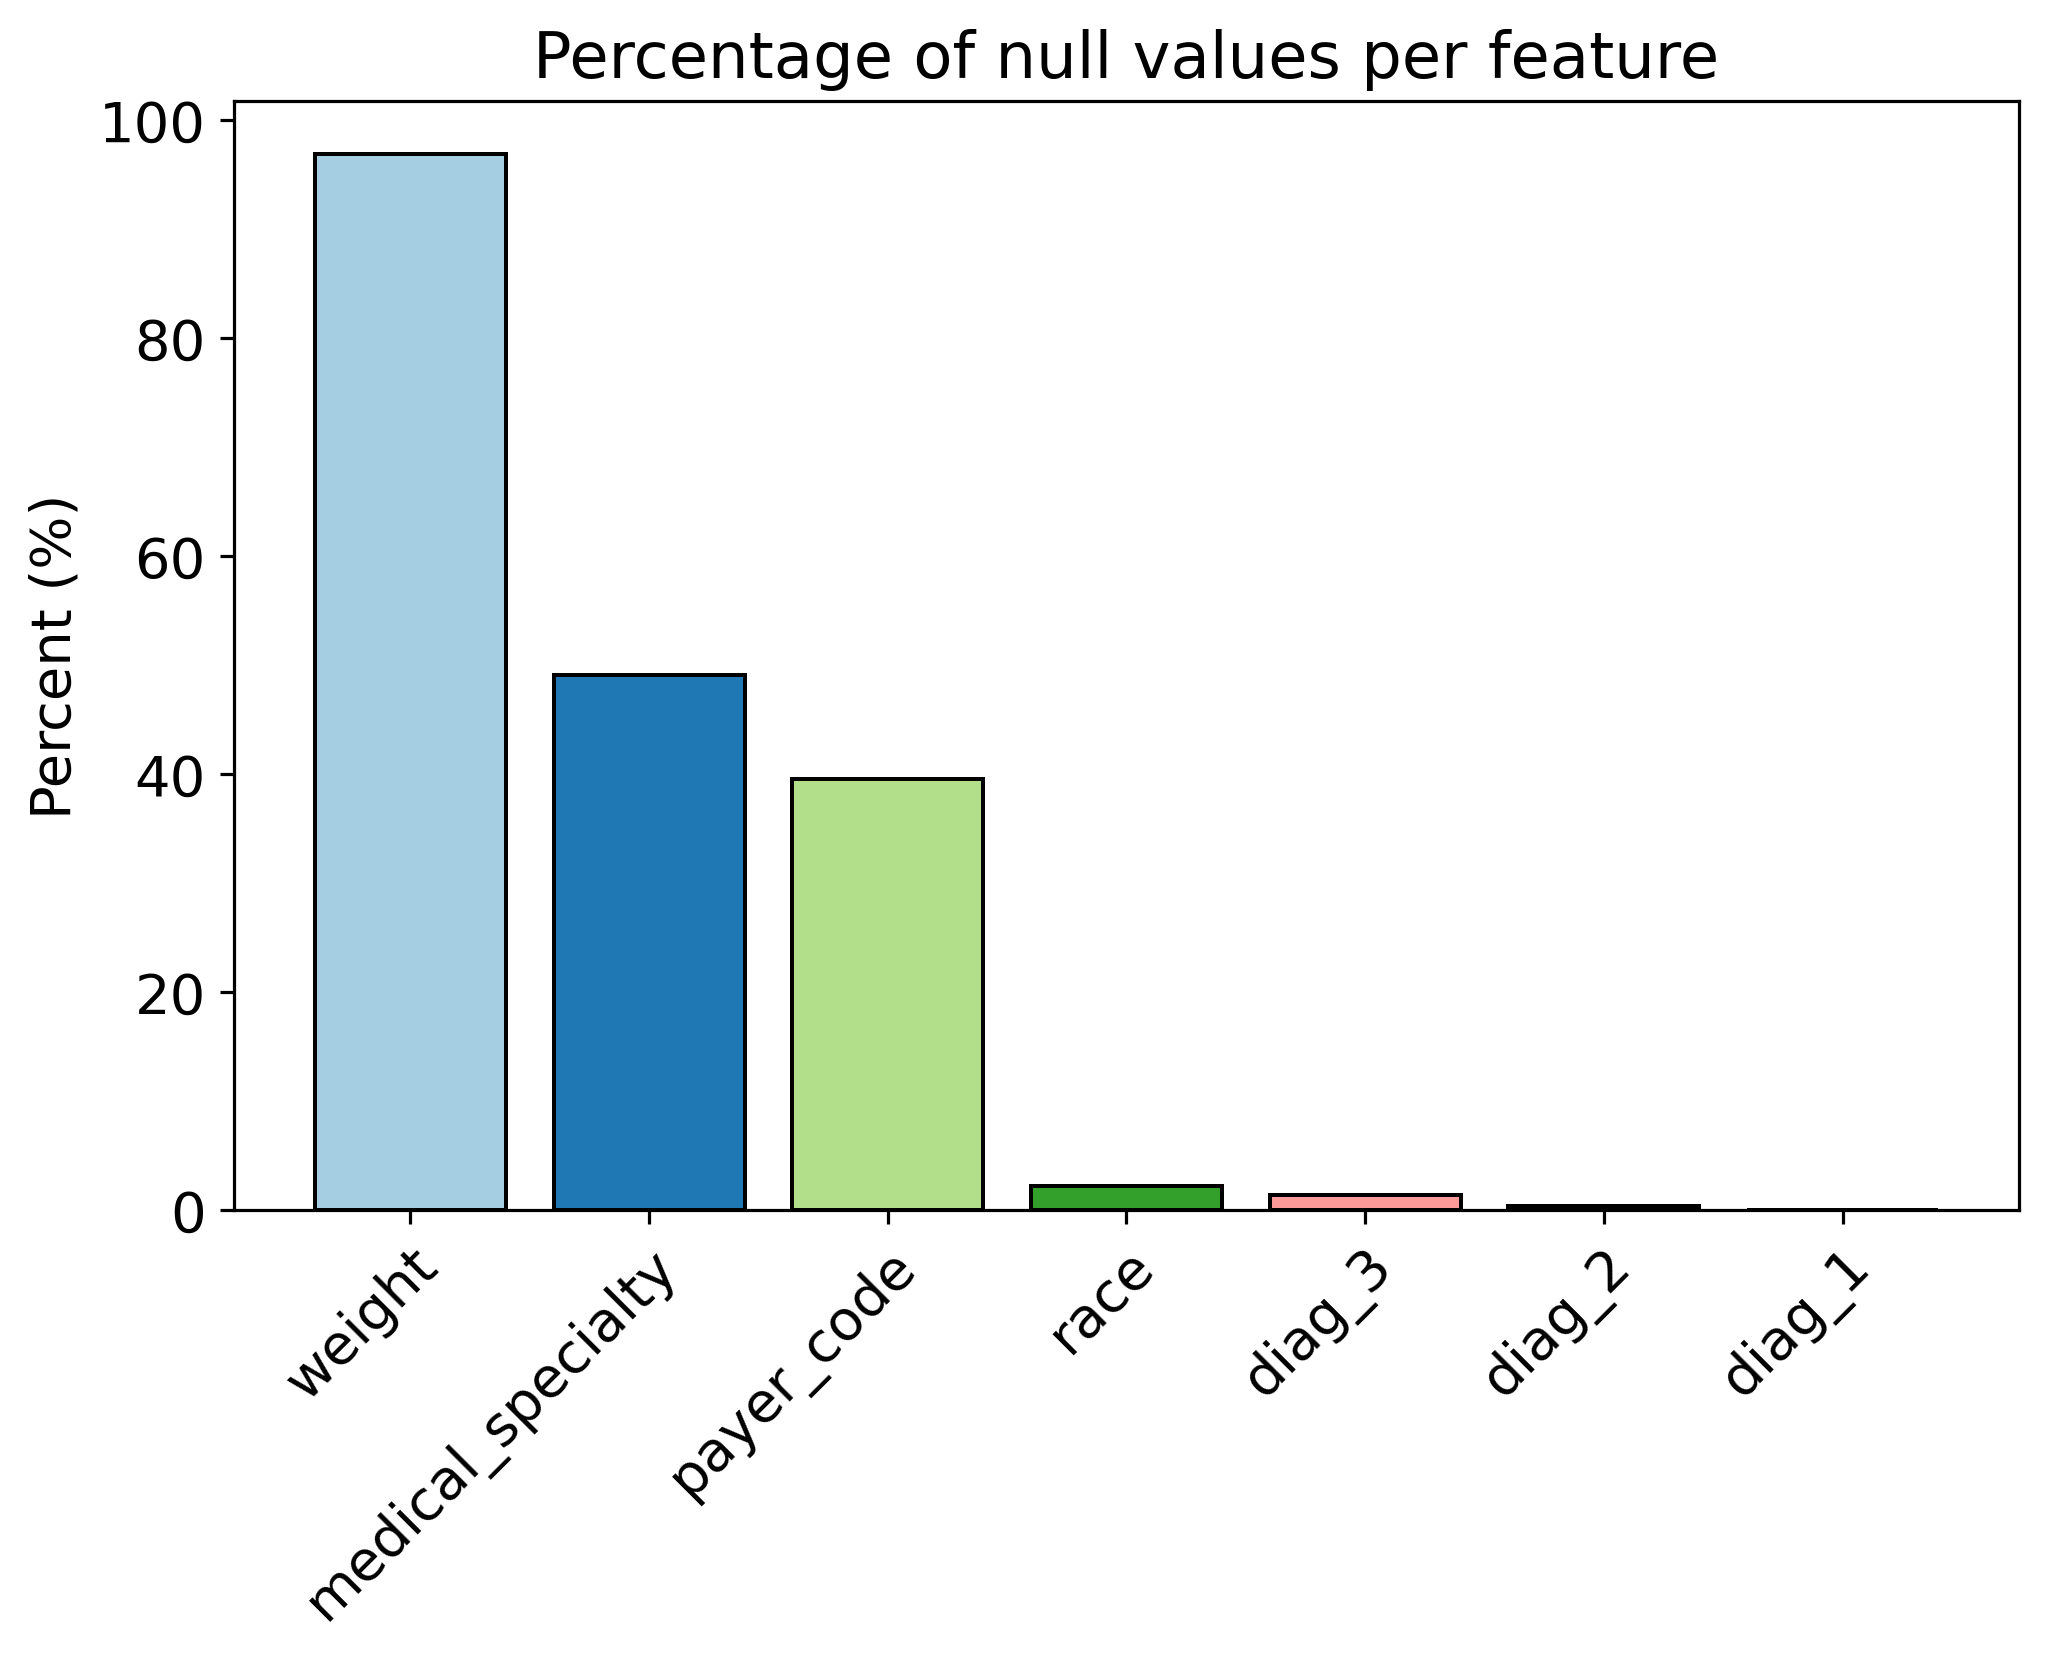 Percentage of null values per feature
Percent (%)
100
80
60
40
20
0
weight
medical_specialty
payer_code
race
diag_3
diag_2
diag_1